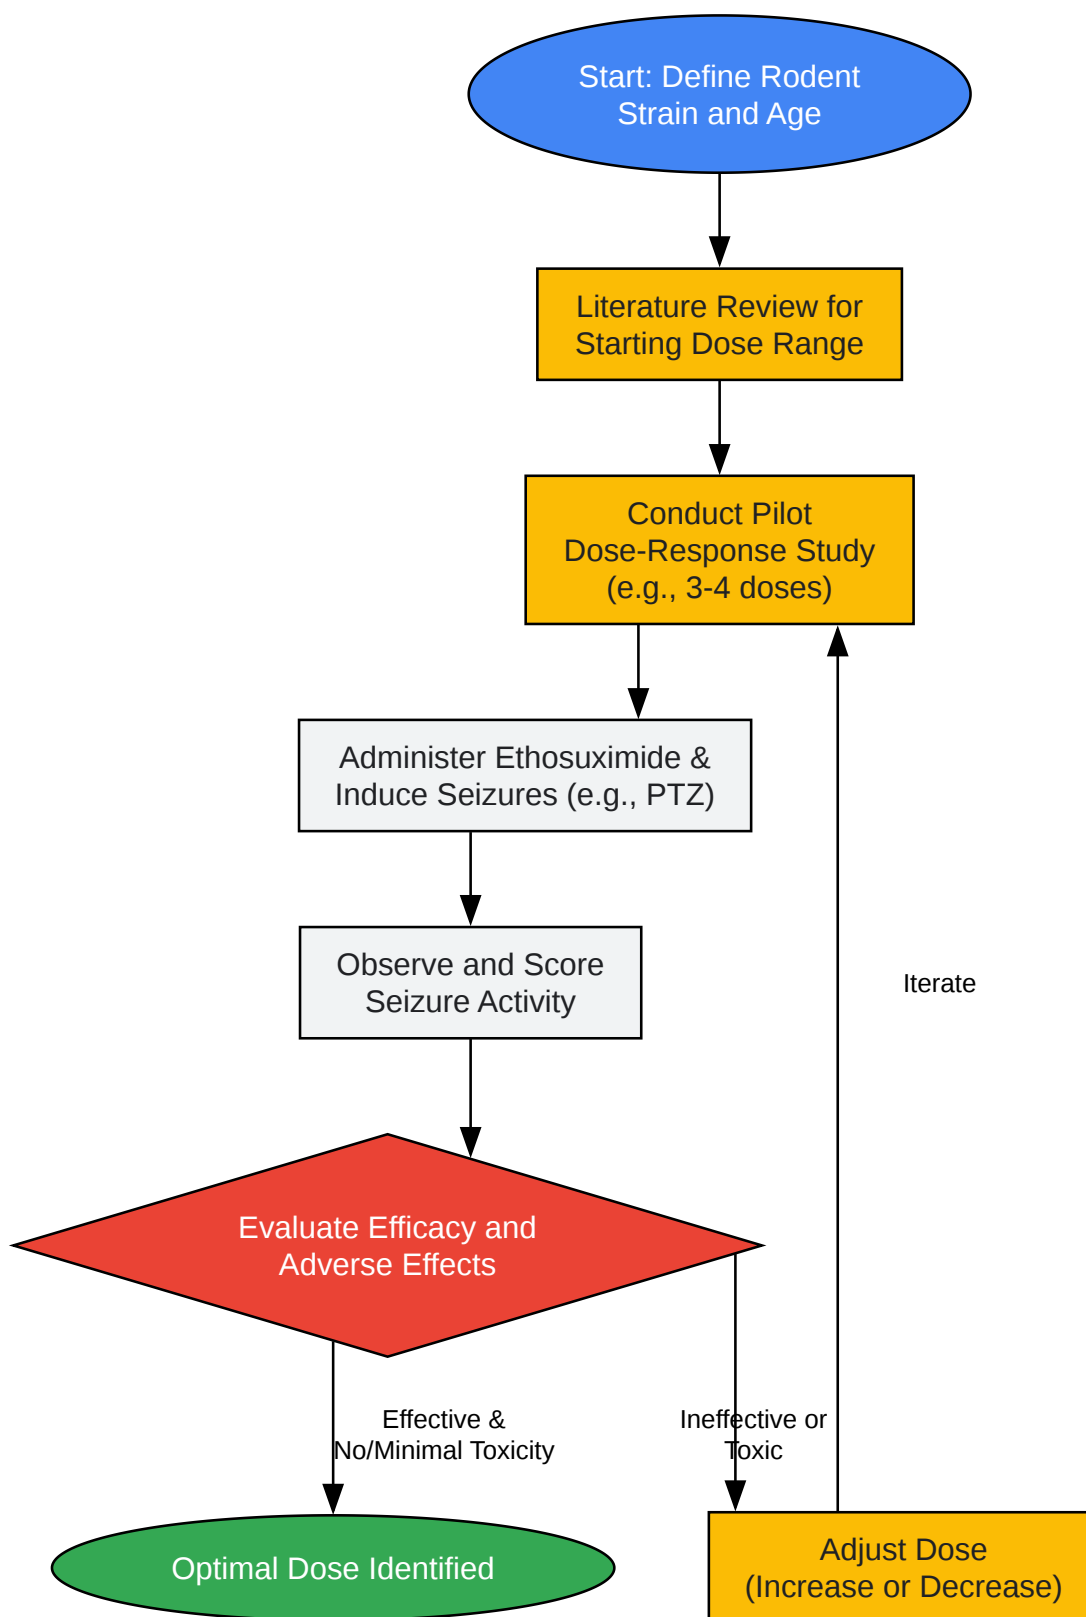 Start: Define Rodent
Strain and Age
Literature Review for
Starting Dose Range
Conduct Pilot
Dose-Response Study
(e.g., 3-4 doses)
Administer Ethosuximide &
Induce Seizures (e.g., PTZ)
Observe and Score
Seizure Activity
Iterate
Evaluate Efficacy and
Adverse Effects
Effective &
No/Minimal Toxicity
Ineffective or
Toxic
Optimal Dose Identified
Adjust Dose
(Increase or Decrease)